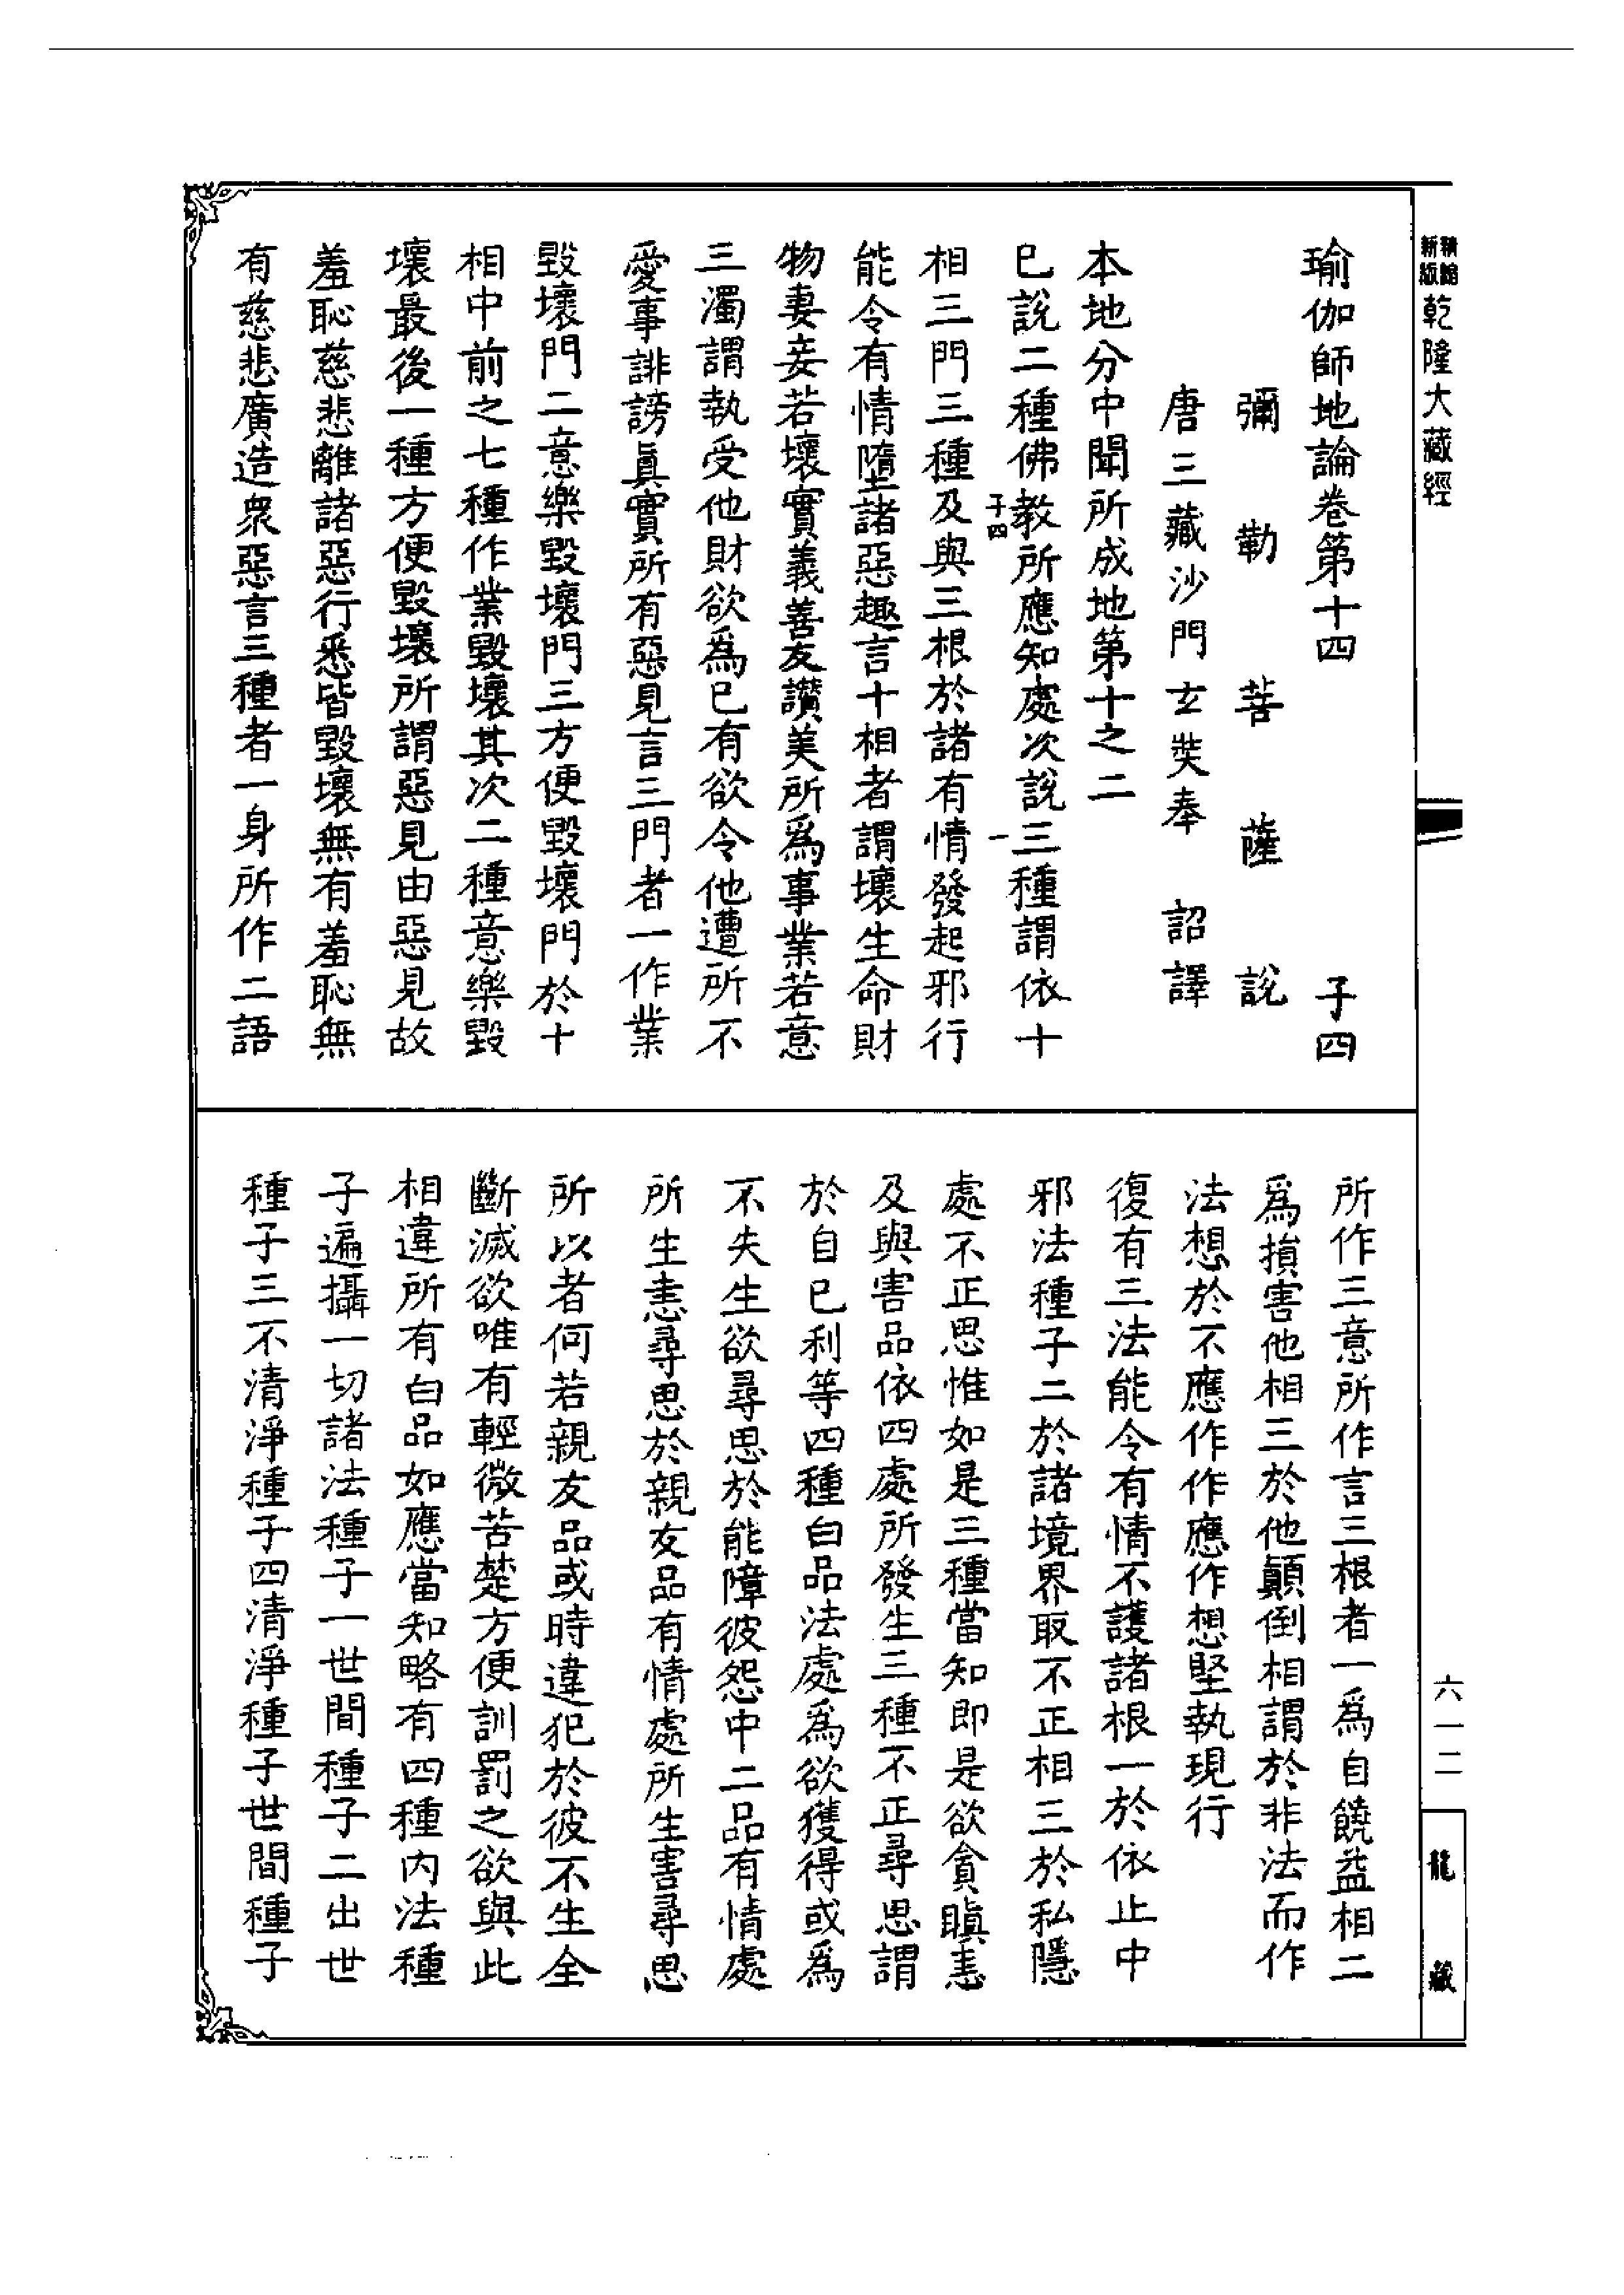 新版
精縮
乾隆大藏經
瑜伽師地論卷第十四 子四
彌勒菩薩說
唐三藏沙門玄奘奉 詔譯
本地分中聞所成地第十之二
已說二種佛教所應知處次說三種謂依十
子四
一
相三門三種及與三根於諸有情發起邪行
能令有情墮諸惡趣言十相者謂壞生命財
物妻妾若壞實義善友讚美所爲事業若意
三濁謂執受他財欲爲已有欲令他遭所不
愛事誹謗眞實所有惡見言三門者一作業
毀壞門二意樂毀壞門三方便毀壞門於十
相中前之七種作業毀壞其次二種意樂毀
壞最後一種方便毀壞所謂惡見由惡見故
羞恥慈悲離諸惡行悉皆毀壞無有羞恥無
有慈悲廣造衆惡言三種者一身所作二語
所作三意所作言三根者一爲自饒益相二
爲損害他相三於他顚倒相謂於非法而作
法想於不應作作應作想堅執現行
復有三法能令有情不護諸根一於依止中
邪法種子二於諸境界取不正相三於私隱
處不正思惟如是三種當知即是欲貪瞋恚
及與害品依四處所發生三種不正尋思謂
於自已利等四種白品法處爲欲獲得或爲
不失生欲尋思於能障彼怨中二品有情處
所生恚尋思於親友品有情處所生害尋思
所以者何若親友品或時違犯於彼不生全
斷滅欲唯有輕微苦楚方便訓罰之欲與此
相違所有白品如應當知略有四種內法種
子遍攝一切諸法種子一世間種子二出世
種子三不清淨種子四清淨種子世間種子
六一二
龍藏